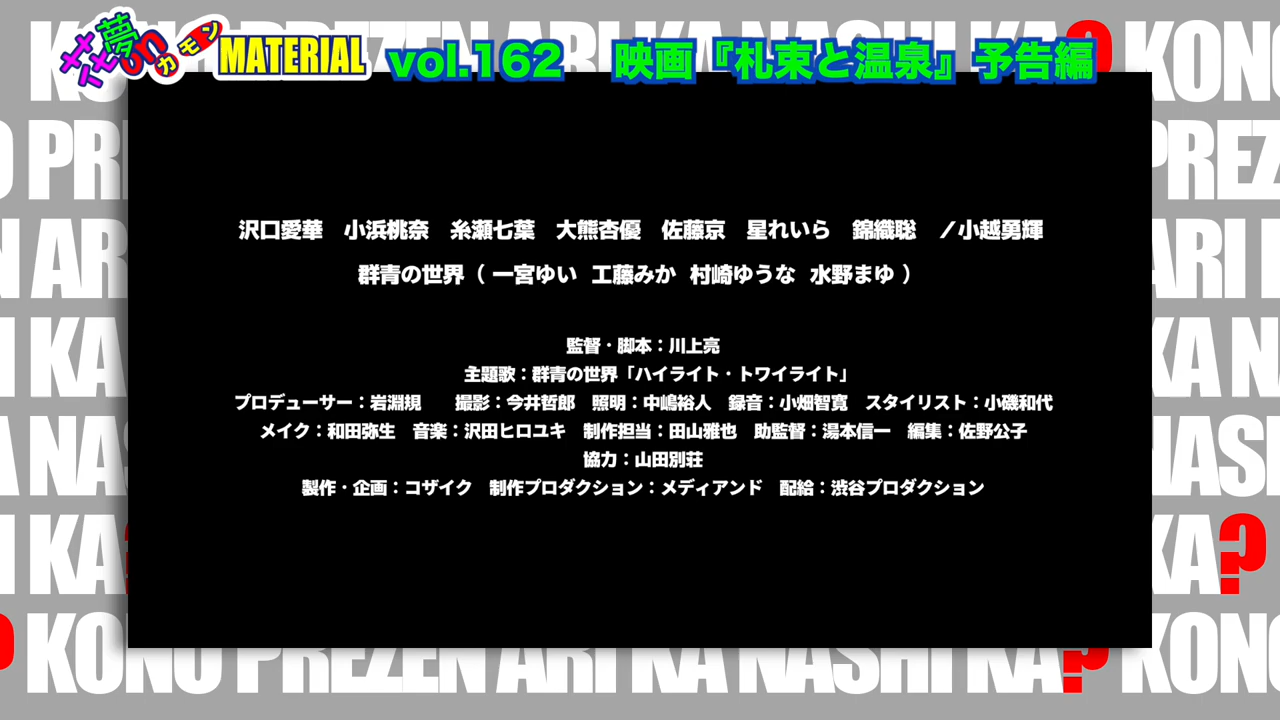 夢 カモン MATERIAL vol.162 映画『札束と温泉』予告編
KONO PREZEN ARI KA NASHI KA? KONO
沢口愛華 小浜桃奈 糸瀬七葉 大熊杏優 佐藤京 星れいら 錦織聡 /小越勇輝
群青の世界（ 一宮ゆい 工藤みか 村崎ゆうな 水野まゆ ）
監督・脚本：川上亮
主題歌：群青の世界「ハイライト・トワイライト」
プロデューサー：岩淵規 撮影：今井哲郎 照明：中嶋裕人 録音：小畑智寛 スタイリスト：小磯和代
メイク：和田弥生 音楽：沢田ヒロユキ 制作担当：田山雅也 助監督：湯本信一 編集：佐野公子
協力：山田別荘
製作・企画：コザイク 制作プロダクション：メディアンド 配給：渋谷プロダクション
KONO PREZEN ARI KA NASHI KA? KONO